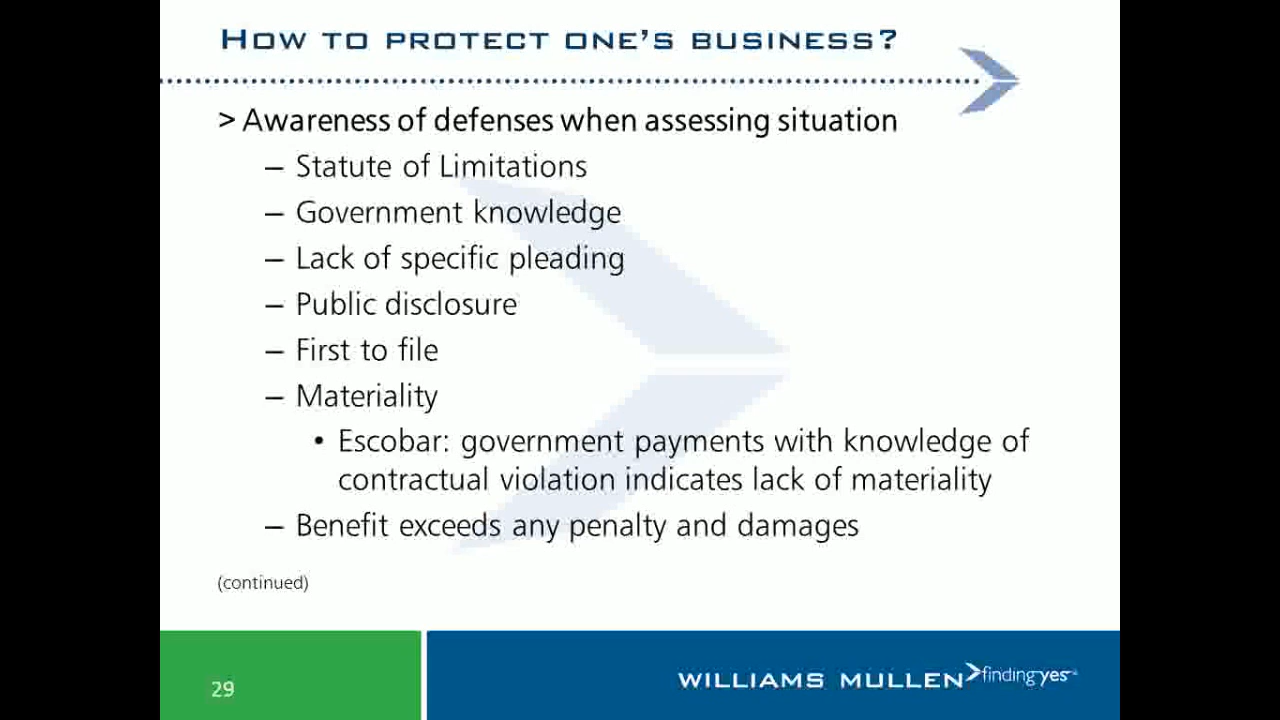 HOW TO PROTECT ONE'S BUSINESS?
> Awareness of defenses when assessing situation
– Statute of Limitations
– Government knowledge
– Lack of specific pleading
– Public disclosure
– First to file
– Materiality
• Escobar: government payments with knowledge of
contractual violation indicates lack of materiality
– Benefit exceeds any penalty and damages
(continued)
29
WILLIAMS MULLEN finding yes